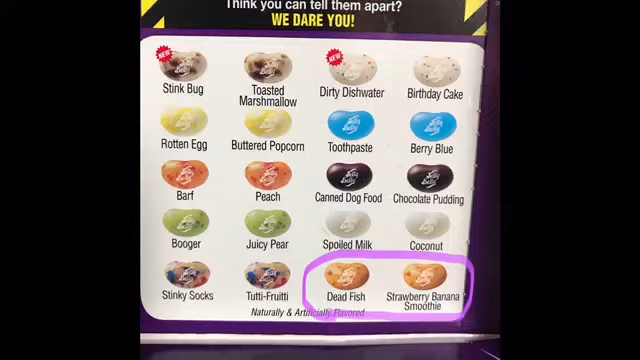 Think you can tell them apart?
WE DARE YOU!
NEW NEW
Stink Bug Toasted Marshmallow Dirty Dishwater Birthday Cake
Rotten Egg Buttered Popcorn Toothpaste Berry Blue
Barf Peach Canned Dog Food Chocolate Pudding
Booger Juicy Pear Spoiled Milk Coconut
Stinky Socks Tutti-Fruitti Dead Fish Strawberry Banana Smoothie
Naturally & Artificially Flavored